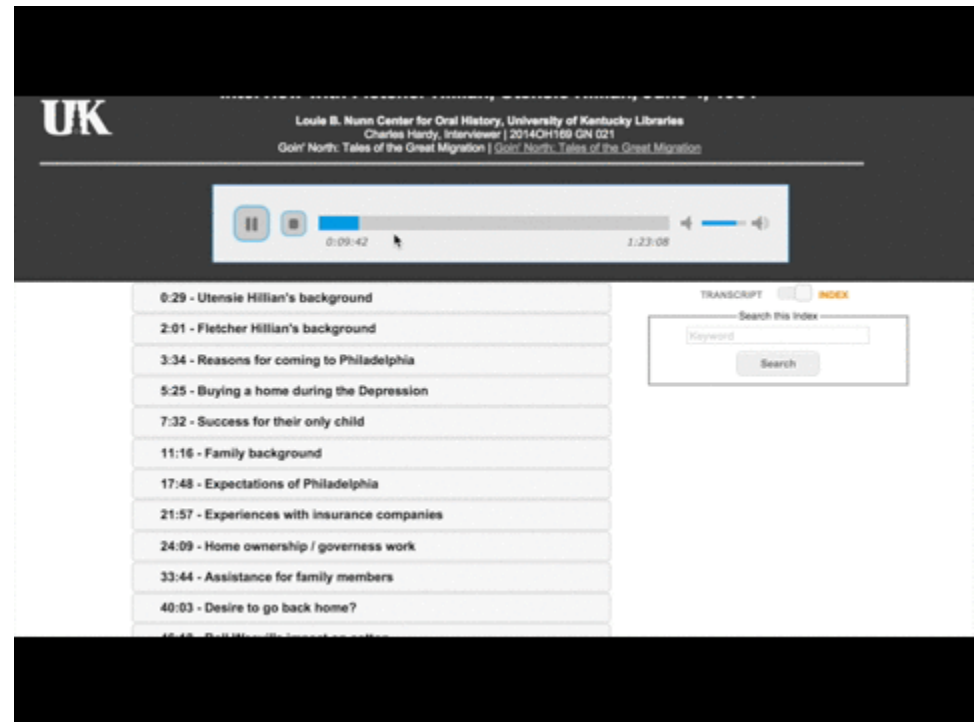 UK
Louie B. Nunn Center for Oral History, University of Kentucky Libraries
Charles Hardy, Interviewer | 2014OH169 GN 021
Goin' North: Tales of the Great Migration | Goin' North: Tales of the Great Migration
0:09:42
1:23:08
TRANSCRIPT INDEX
Search this Index
Keyword
Search
0:29 - Utensie Hillian's background
2:01 - Fletcher Hillian's background
3:34 - Reasons for coming to Philadelphia
5:25 - Buying a home during the Depression
7:32 - Success for their only child
11:16 - Family background
17:48 - Expectations of Philadelphia
21:57 - Experiences with insurance companies
24:09 - Home ownership / governess work
33:44 - Assistance for family members
40:03 - Desire to go back home?